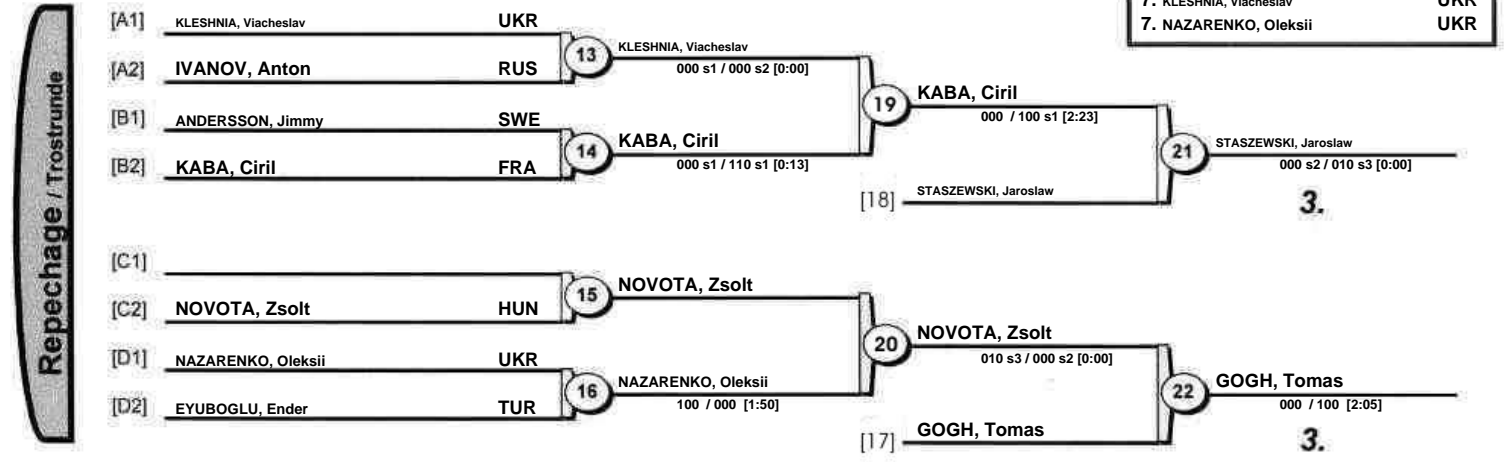 7. KLESHNIA, Viacheslav UKR
7. NAZARENKO, Oleksii UKR
Repechage / Trostrunde
[A1] KLESHNIA, Viacheslav UKR
13 KLESHNIA, Viacheslav
000 s1 / 000 s2 [0:00]
[A2] IVANOV, Anton RUS
19 KABA, Ciril
000 / 100 s1 [2:23]
[B1] ANDERSSON, Jimmy SWE
14 KABA, Ciril
000 s1 / 110 s1 [0:13]
[B2] KABA, Ciril FRA
21 STASZEWSKI, Jaroslaw
000 s2 / 010 s3 [0:00]
[18] STASZEWSKI, Jaroslaw
3.
[C1]
15 NOVOTA, Zsolt
[C2] NOVOTA, Zsolt HUN
20 NOVOTA, Zsolt
010 s3 / 000 s2 [0:00]
[D1] NAZARENKO, Oleksii UKR
16 NAZARENKO, Oleksii
100 / 000 [1:50]
[D2] EYUBOGLU, Ender TUR
22 GOGH, Tomas
000 / 100 [2:05]
[17] GOGH, Tomas
3.